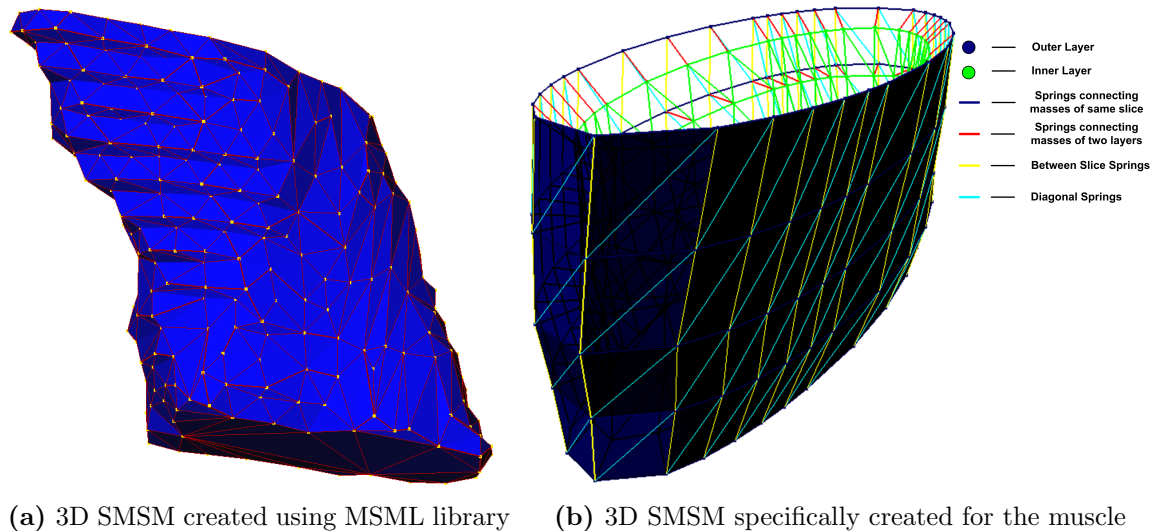 Outer Layer
Inner Layer
Springs connecting
masses of same slice
Springs connecting
masses of two layers
Between Slice Springs
Diagonal Springs
(a) 3D SMSM created using MSML library
(b) 3D SMSM specifically created for the muscle